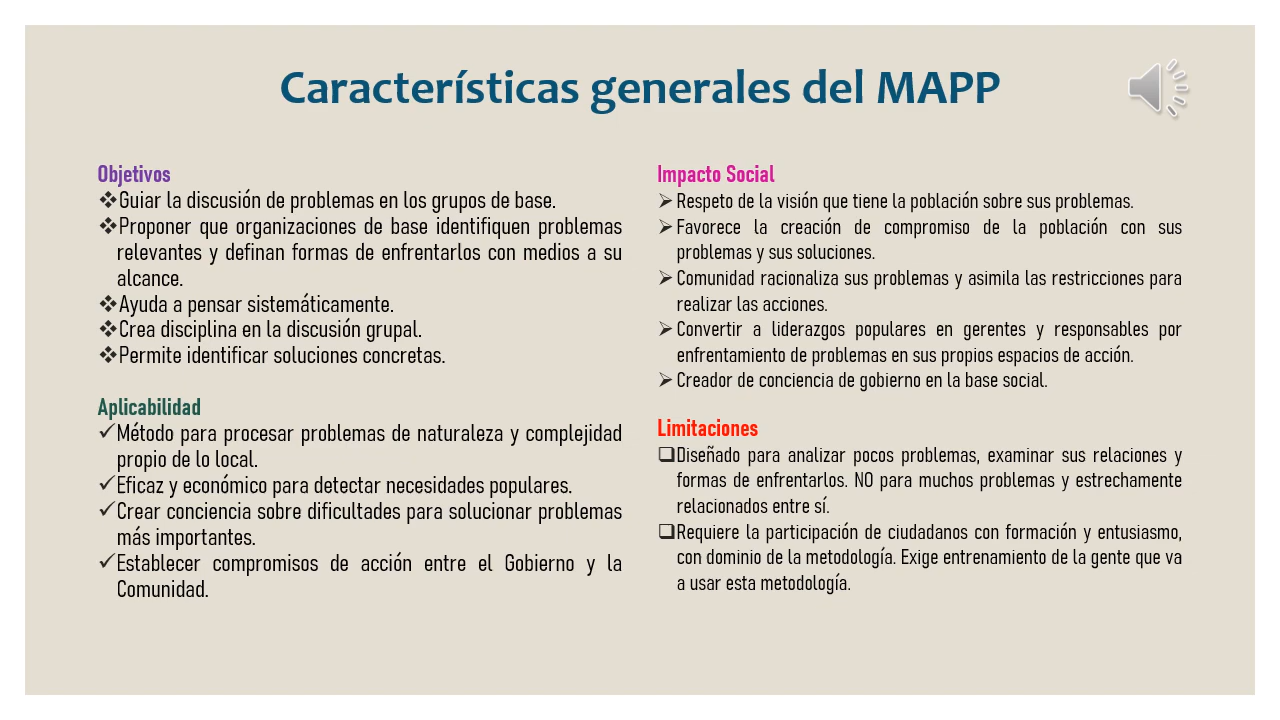 Características generales del MAPP
Objetivos
❖Guiar la discusión de problemas en los grupos de base.
❖Proponer que organizaciones de base identifiquen problemas
relevantes y definan formas de enfrentarlos con medios a su
alcance.
❖Ayuda a pensar sistemáticamente.
❖Crea disciplina en la discusión grupal.
❖Permite identificar soluciones concretas.
Aplicabilidad
✓Método para procesar problemas de naturaleza y complejidad
propio de lo local.
✓Eficaz y económico para detectar necesidades populares.
✓Crear conciencia sobre dificultades para solucionar problemas
más importantes.
✓Establecer compromisos de acción entre el Gobierno y la
Comunidad.
Impacto Social
➢Respeto de la visión que tiene la población sobre sus problemas.
➢Favorece la creación de compromiso de la población con sus
problemas y sus soluciones.
➢Comunidad racionaliza sus problemas y asimila las restricciones para
realizar las acciones.
➢Convertir a liderazgos populares en gerentes y responsables por
enfrentamiento de problemas en sus propios espacios de acción.
➢Creador de conciencia de gobierno en la base social.
Limitaciones
❑Diseñado para analizar pocos problemas, examinar sus relaciones y
formas de enfrentarlos. NO para muchos problemas y estrechamente
relacionados entre sí.
❑Requiere la participación de ciudadanos con formación y entusiasmo,
con dominio de la metodología. Exige entrenamiento de la gente que va
a usar esta metodología.